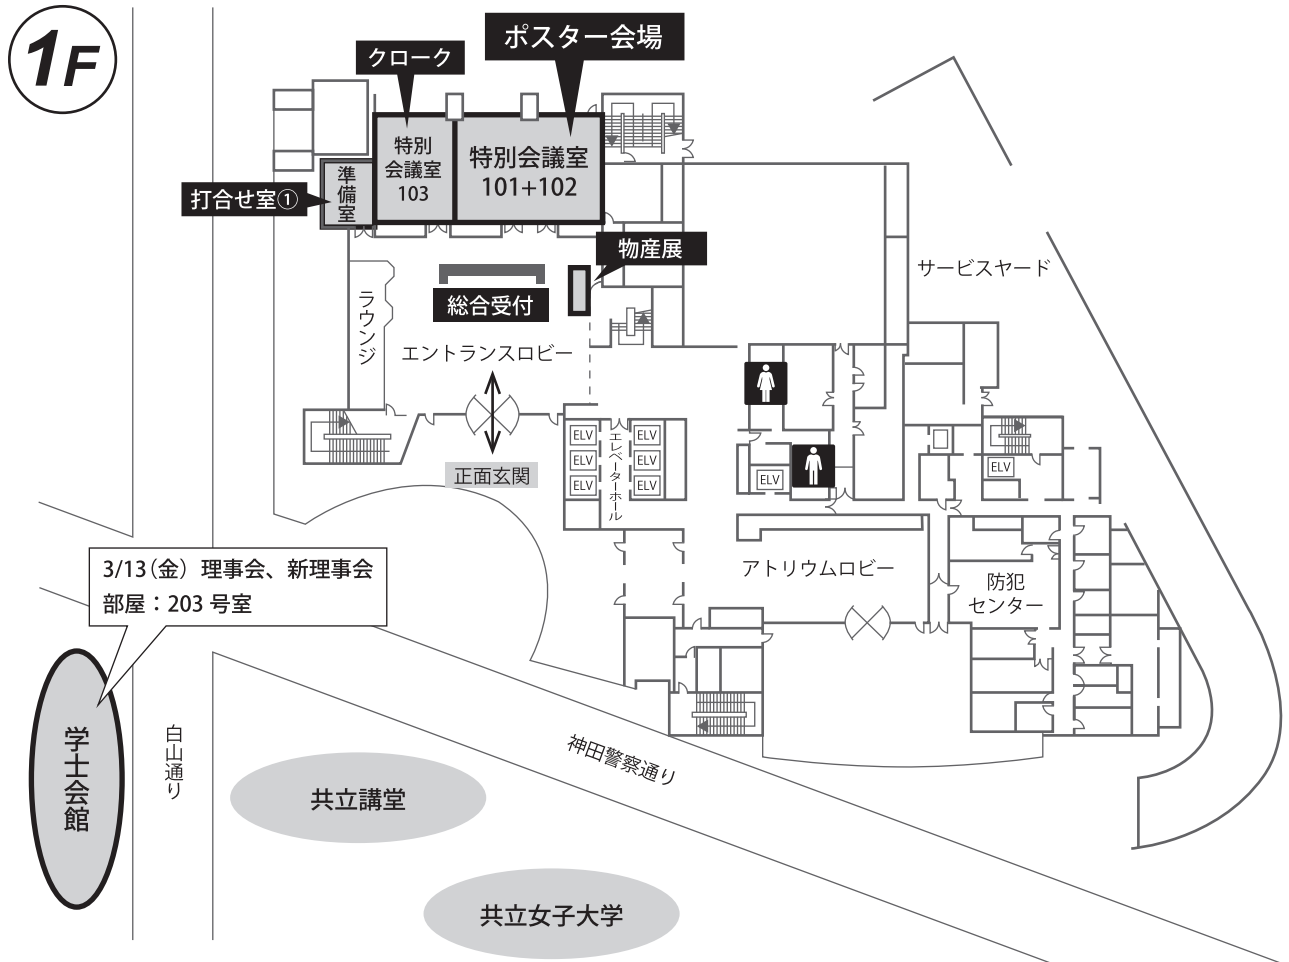 1F
ポスター会場
クローク
特別
会議室
103
特別会議室
101+102
準備室
打合せ室①
物産展
総合受付
ラウンジ
エントランスロビー
サービスヤード
正面玄関
ELV
ELV
ELV
エレベーターホール
ELV
ELV
ELV
ELV
ELV
アトリウムロビー
防犯
センター
3/13(金) 理事会、新理事会
部屋:203 号室
学士会館
白山通り
神田警察通り
共立講堂
共立女子大学